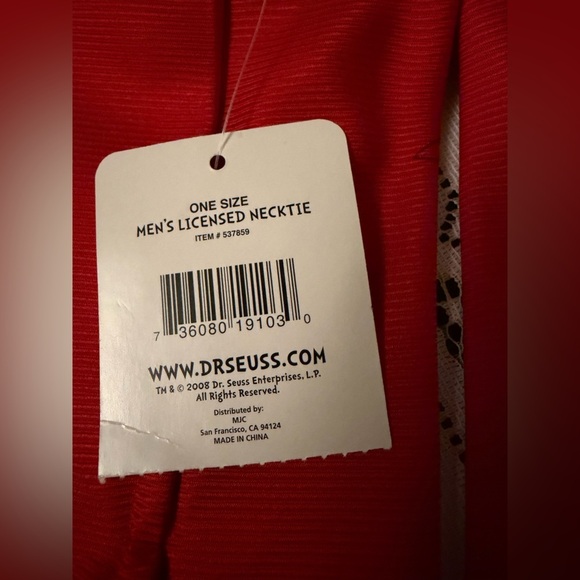 ONE SIZE
MEN'S LICENSED NECKTIE
ITEM # 537859
7 36080 19103 0
WWW.DRSEUSS.COM
TM & © 2008 Dr. Seuss Enterprises, L.P.
All Rights Reserved.
Distributed by:
MJC
San Francisco, CA 94124
MADE IN CHINA